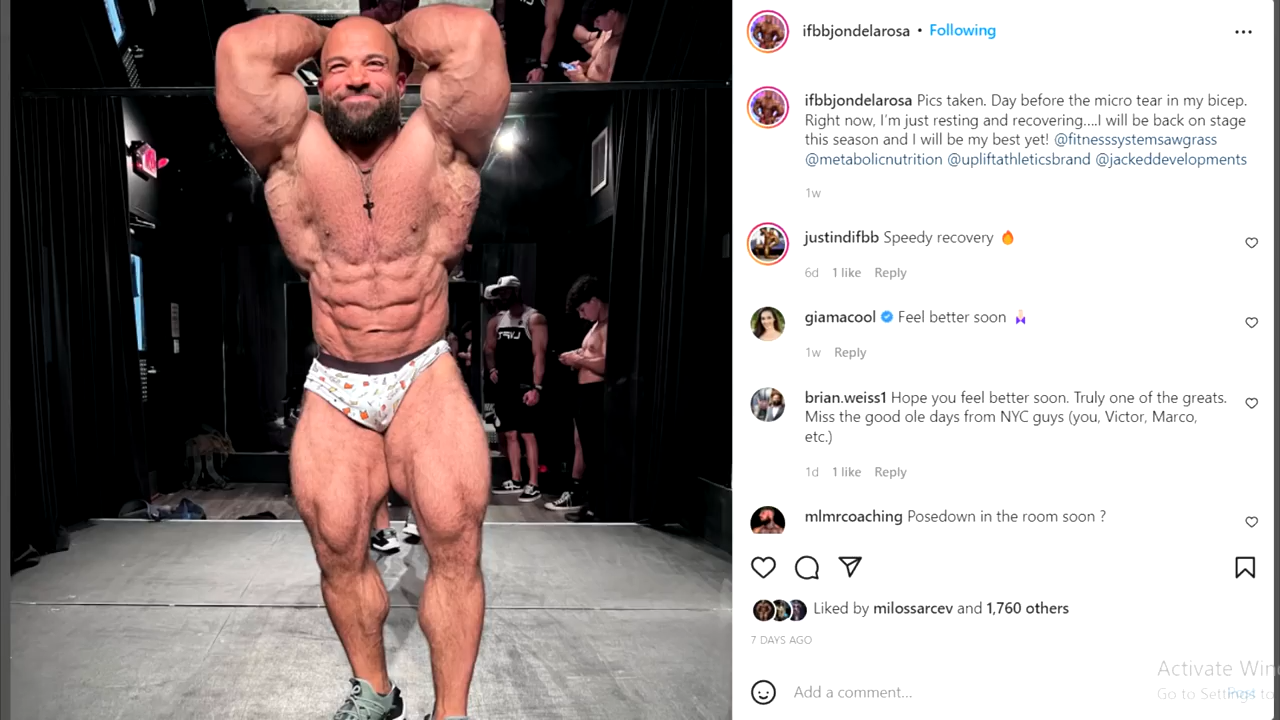 ifbbjondelarosa • Following
ifbbjondelarosa Pics taken. Day before the micro tear in my bicep.
Right now, I'm just resting and recovering....I will be back on stage
this season and I will be my best yet! @fitnesssystemsawgrass
@metabolicnutrition @upliftathleticsbrand @jackeddevelopments
1w
justindifbb Speedy recovery 🔥
6d 1 like Reply
giamacool Feel better soon
1w Reply
brian.weiss1 Hope you feel better soon. Truly one of the greats.
Miss the good ole days from NYC guys (you, Victor, Marco,
etc.)
1d 1 like Reply
mlmrcoaching Posedown in the room soon ?
Liked by milossarcev and 1,760 others
7 DAYS AGO
Add a comment...
Post
Activate Win
Go to Settings to